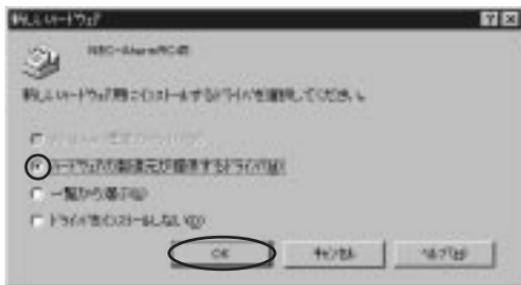 新しいハードウェア
NEC-AtermRC45
新しいハードウェア用にインストールするドライバを選択してください。
ハードウェアの製造元が提供するドライバ(M)
一覧から選ぶ(S)
ドライバをインストールしない(D)
OK キャンセル ヘルプ(H)